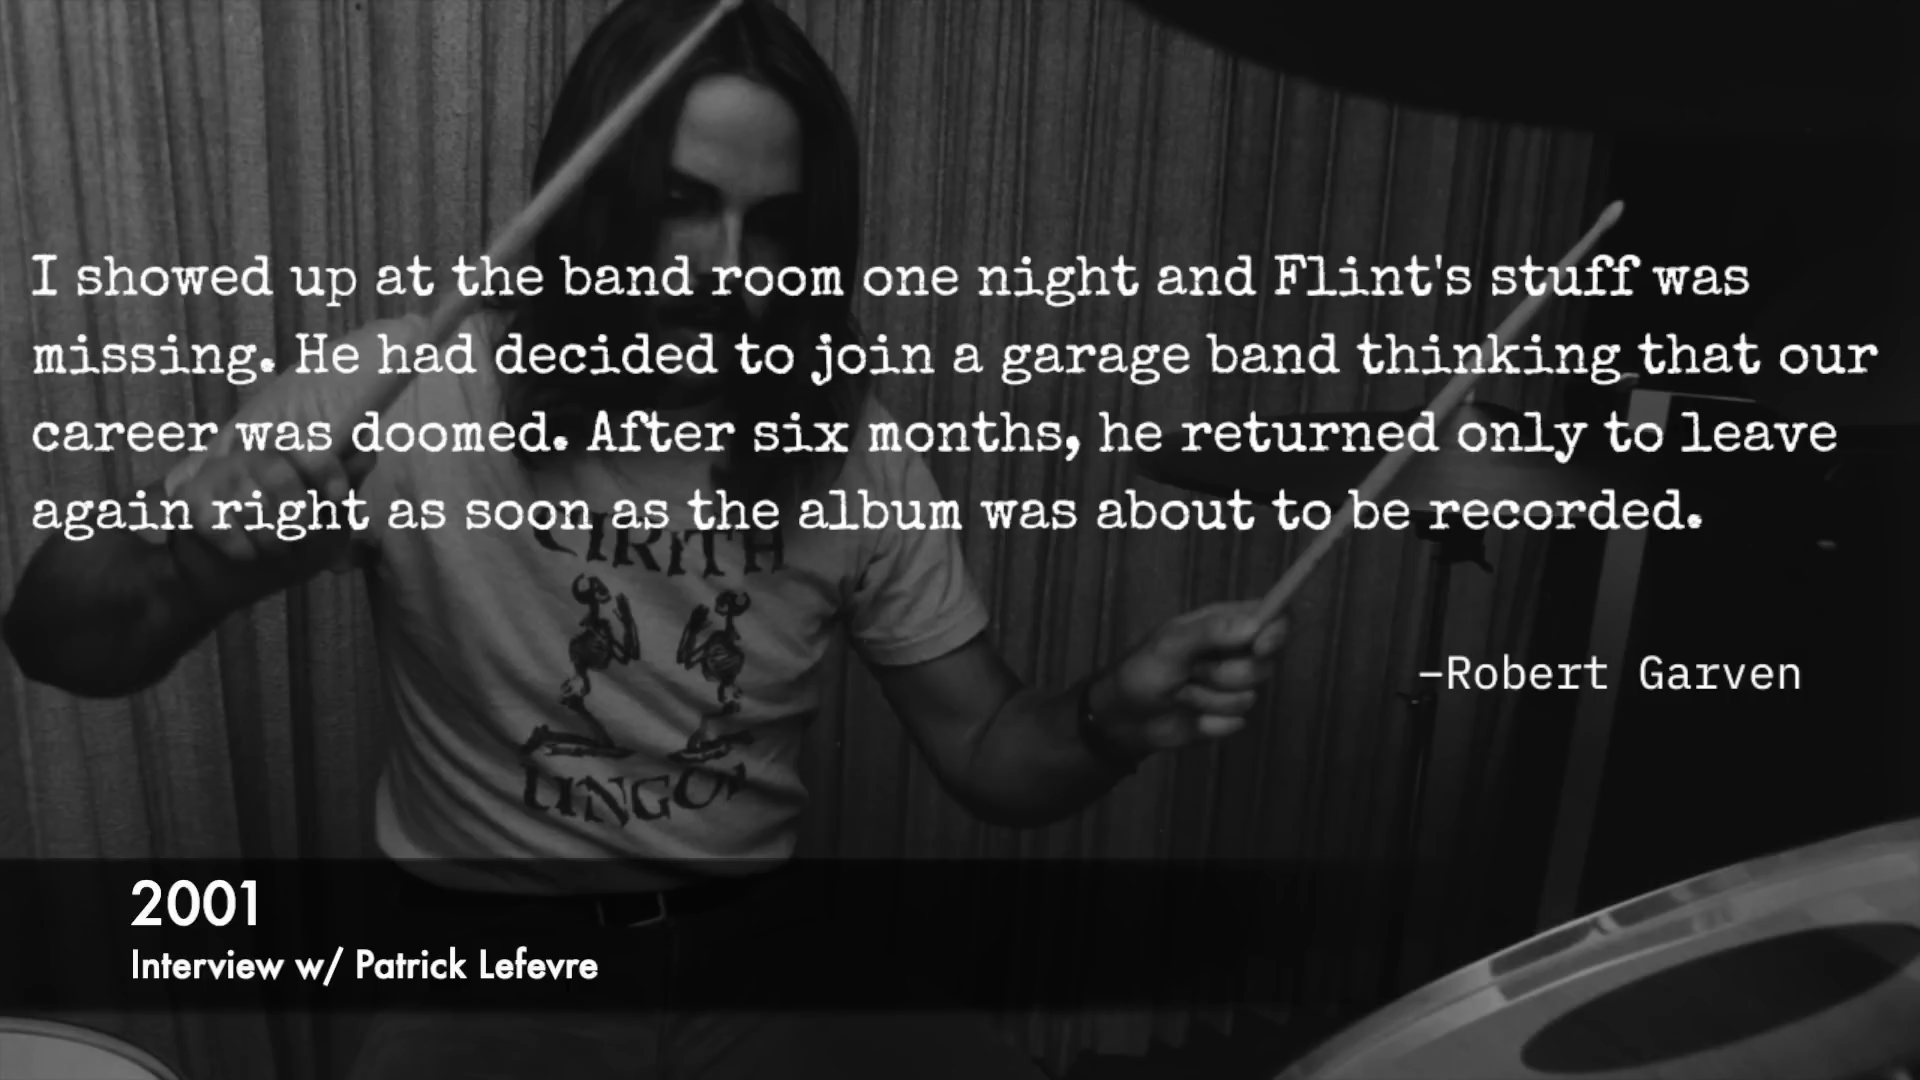 I showed up at the band room one night and Flint's stuff was
missing. He had decided to join a garage band thinking that our
career was doomed. After six months, he returned only to leave
again right as soon as the album was about to be recorded.
CIRITH
UNGOL
–Robert Garven
2001
Interview w/ Patrick Lefevre